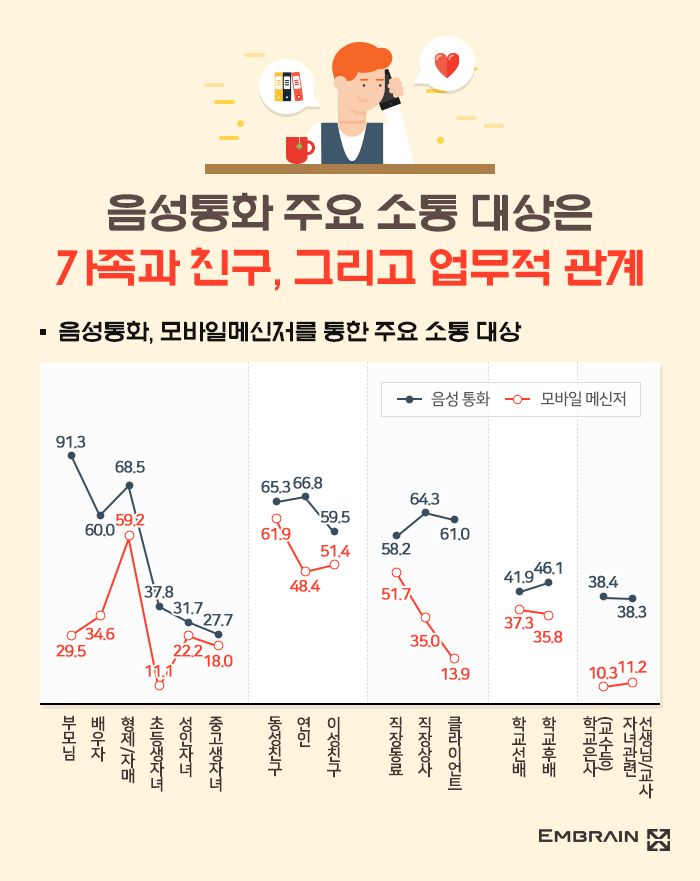 음성통화 주요 소통 대상은
가족과 친구, 그리고 업무적 관계
음성통화, 모바일메신저를 통한 주요 소통 대상
음성 통화
모바일 메신저
91.3
60.0
68.5
37.8
31.7
27.7
29.5
34.6
59.2
11.1
22.2
18.0
65.3
66.8
59.5
61.9
48.4
51.4
58.2
64.3
61.0
51.7
35.0
13.9
41.9
46.1
37.3
35.8
38.4
38.3
10.3
11.2
부모님
배우자
형제/자매
초등생자녀
성인자녀
중고생자녀
동성친구
연인
이성친구
직장동료
직장상사
클라이언트
학교선배
학교후배
학교은사
(교수등)
자녀관련
선생님/교사
EMBRAIN